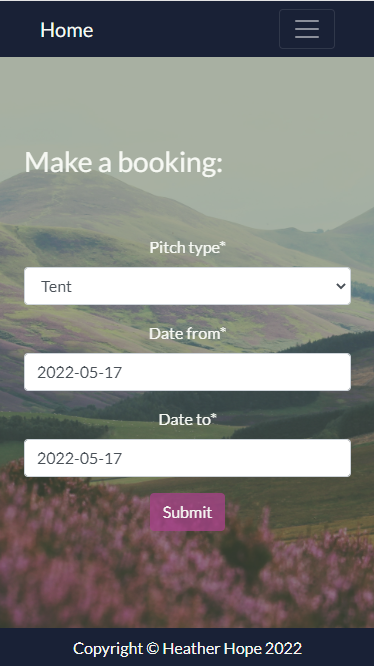 Home
Make a booking:
Pitch type*
Tent
Date from*
2022-05-17
Date to*
2022-05-17
Submit
Copyright © Heather Hope 2022